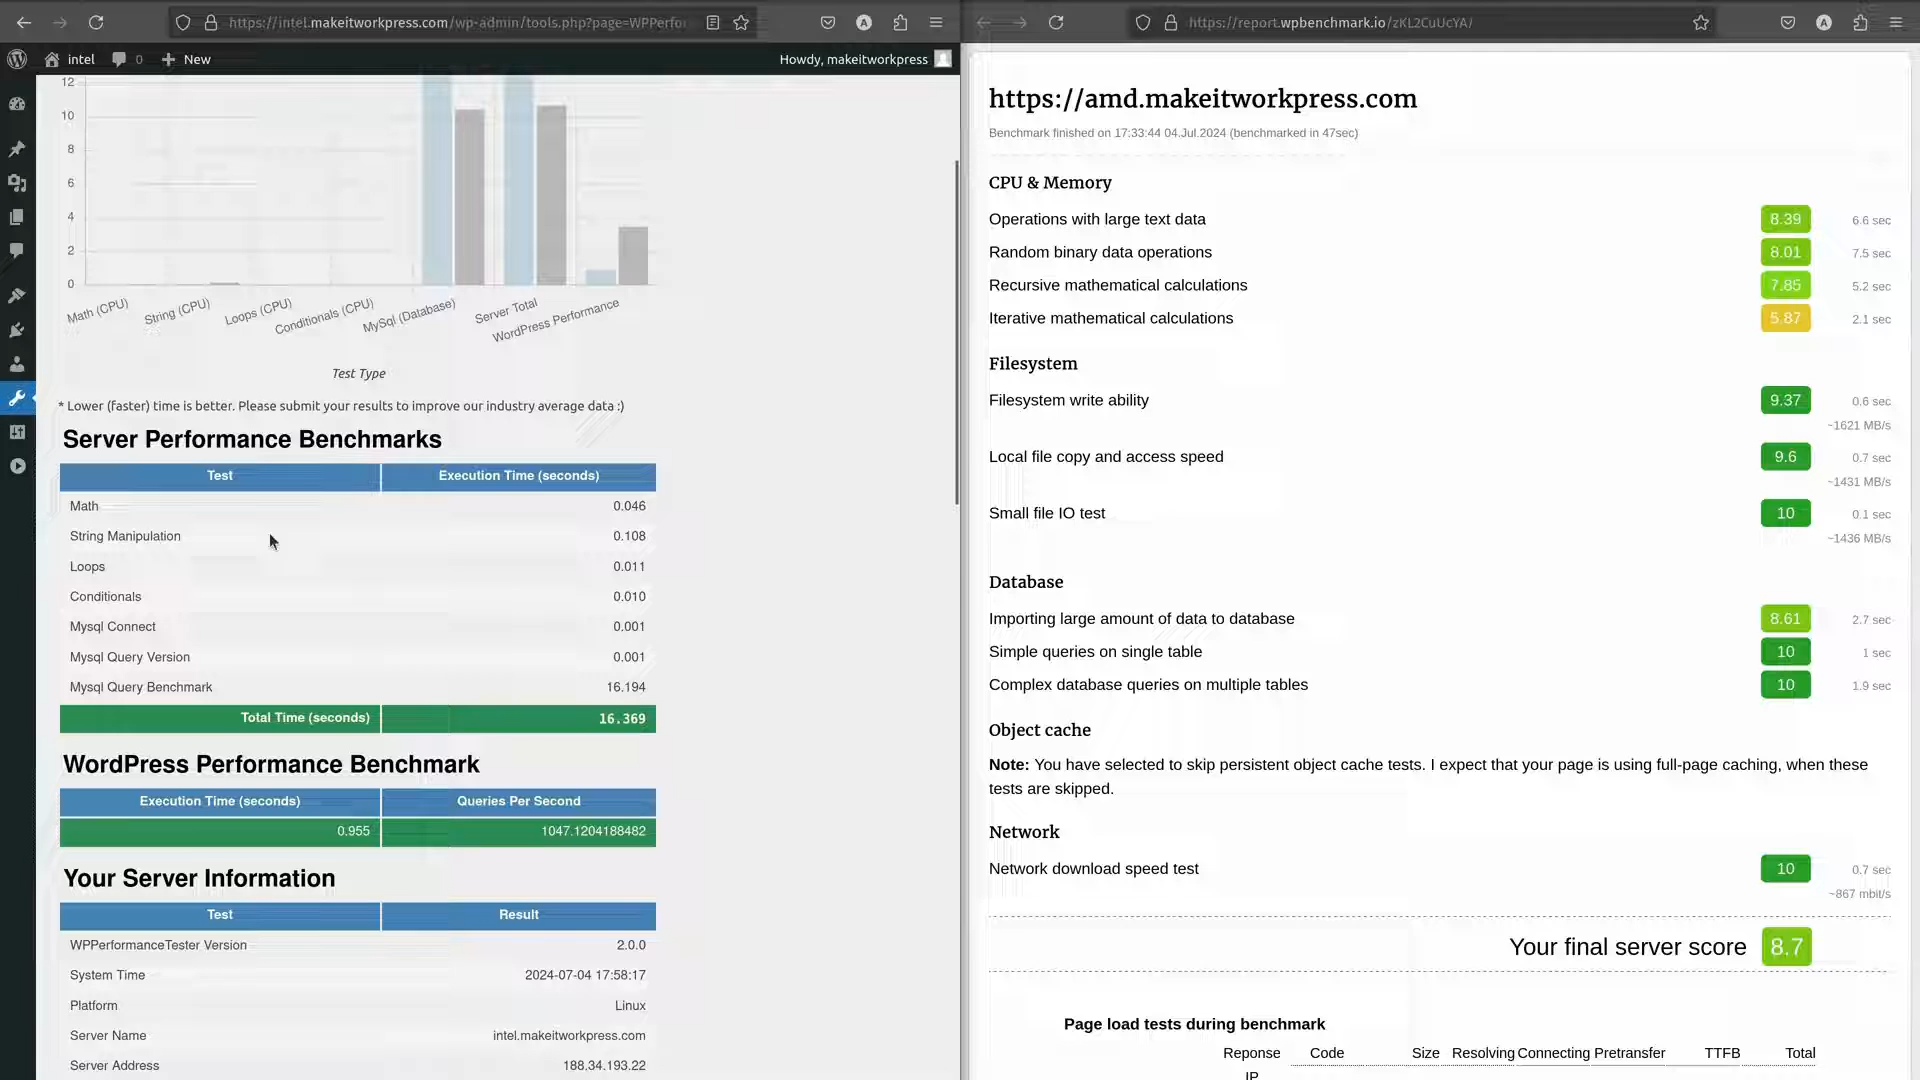 https://intel.makeitworkpress.com/wp-admin/tools.php?page=WPPerfo
intel
0
New
Howdy, makeitworkpress
12
10
8
6
4
2
0
Math (CPU)
String (CPU)
Loops (CPU)
Conditionals (CPU)
MySql (Database)
Server Total
WordPress Performance
Test Type
* Lower (faster) time is better. Please submit your results to improve our industry average data :)
Server Performance Benchmarks
Test Execution Time (seconds)
Math 0.046
String Manipulation 0.108
Loops 0.011
Conditionals 0.010
Mysql Connect 0.001
Mysql Query Version 0.001
Mysql Query Benchmark 16.194
Total Time (seconds) 16.369
WordPress Performance Benchmark
Execution Time (seconds) Queries Per Second
0.955 1047.1204188482
Your Server Information
Test Result
WPPerformanceTester Version 2.0.0
System Time 2024-07-04 17:58:17
Platform Linux
Server Name intel.makeitworkpress.com
Server Address 188.34.193.22
https://report.wpbenchmark.io/zKL2CuUcYA/
https://amd.makeitworkpress.com
Benchmark finished on 17:33:44 04.Jul.2024 (benchmarked in 47sec)
CPU & Memory
Operations with large text data 8.39 6.6 sec
Random binary data operations 8.01 7.5 sec
Recursive mathematical calculations 7.85 5.2 sec
Iterative mathematical calculations 5.87 2.1 sec
Filesystem
Filesystem write ability 9.37 0.6 sec
~1621 MB/s
Local file copy and access speed 9.6 0.7 sec
~1431 MB/s
Small file IO test 10 0.1 sec
~1436 MB/s
Database
Importing large amount of data to database 8.61 2.7 sec
Simple queries on single table 10 1 sec
Complex database queries on multiple tables 10 1.9 sec
Object cache
Note: You have selected to skip persistent object cache tests. I expect that your page is using full-page caching, when these
tests are skipped.
Network
Network download speed test 10 0.7 sec
~867 mbit/s
Your final server score 8.7
Page load tests during benchmark
Reponse Code Size Resolving Connecting Pretransfer TTFB Total
IP